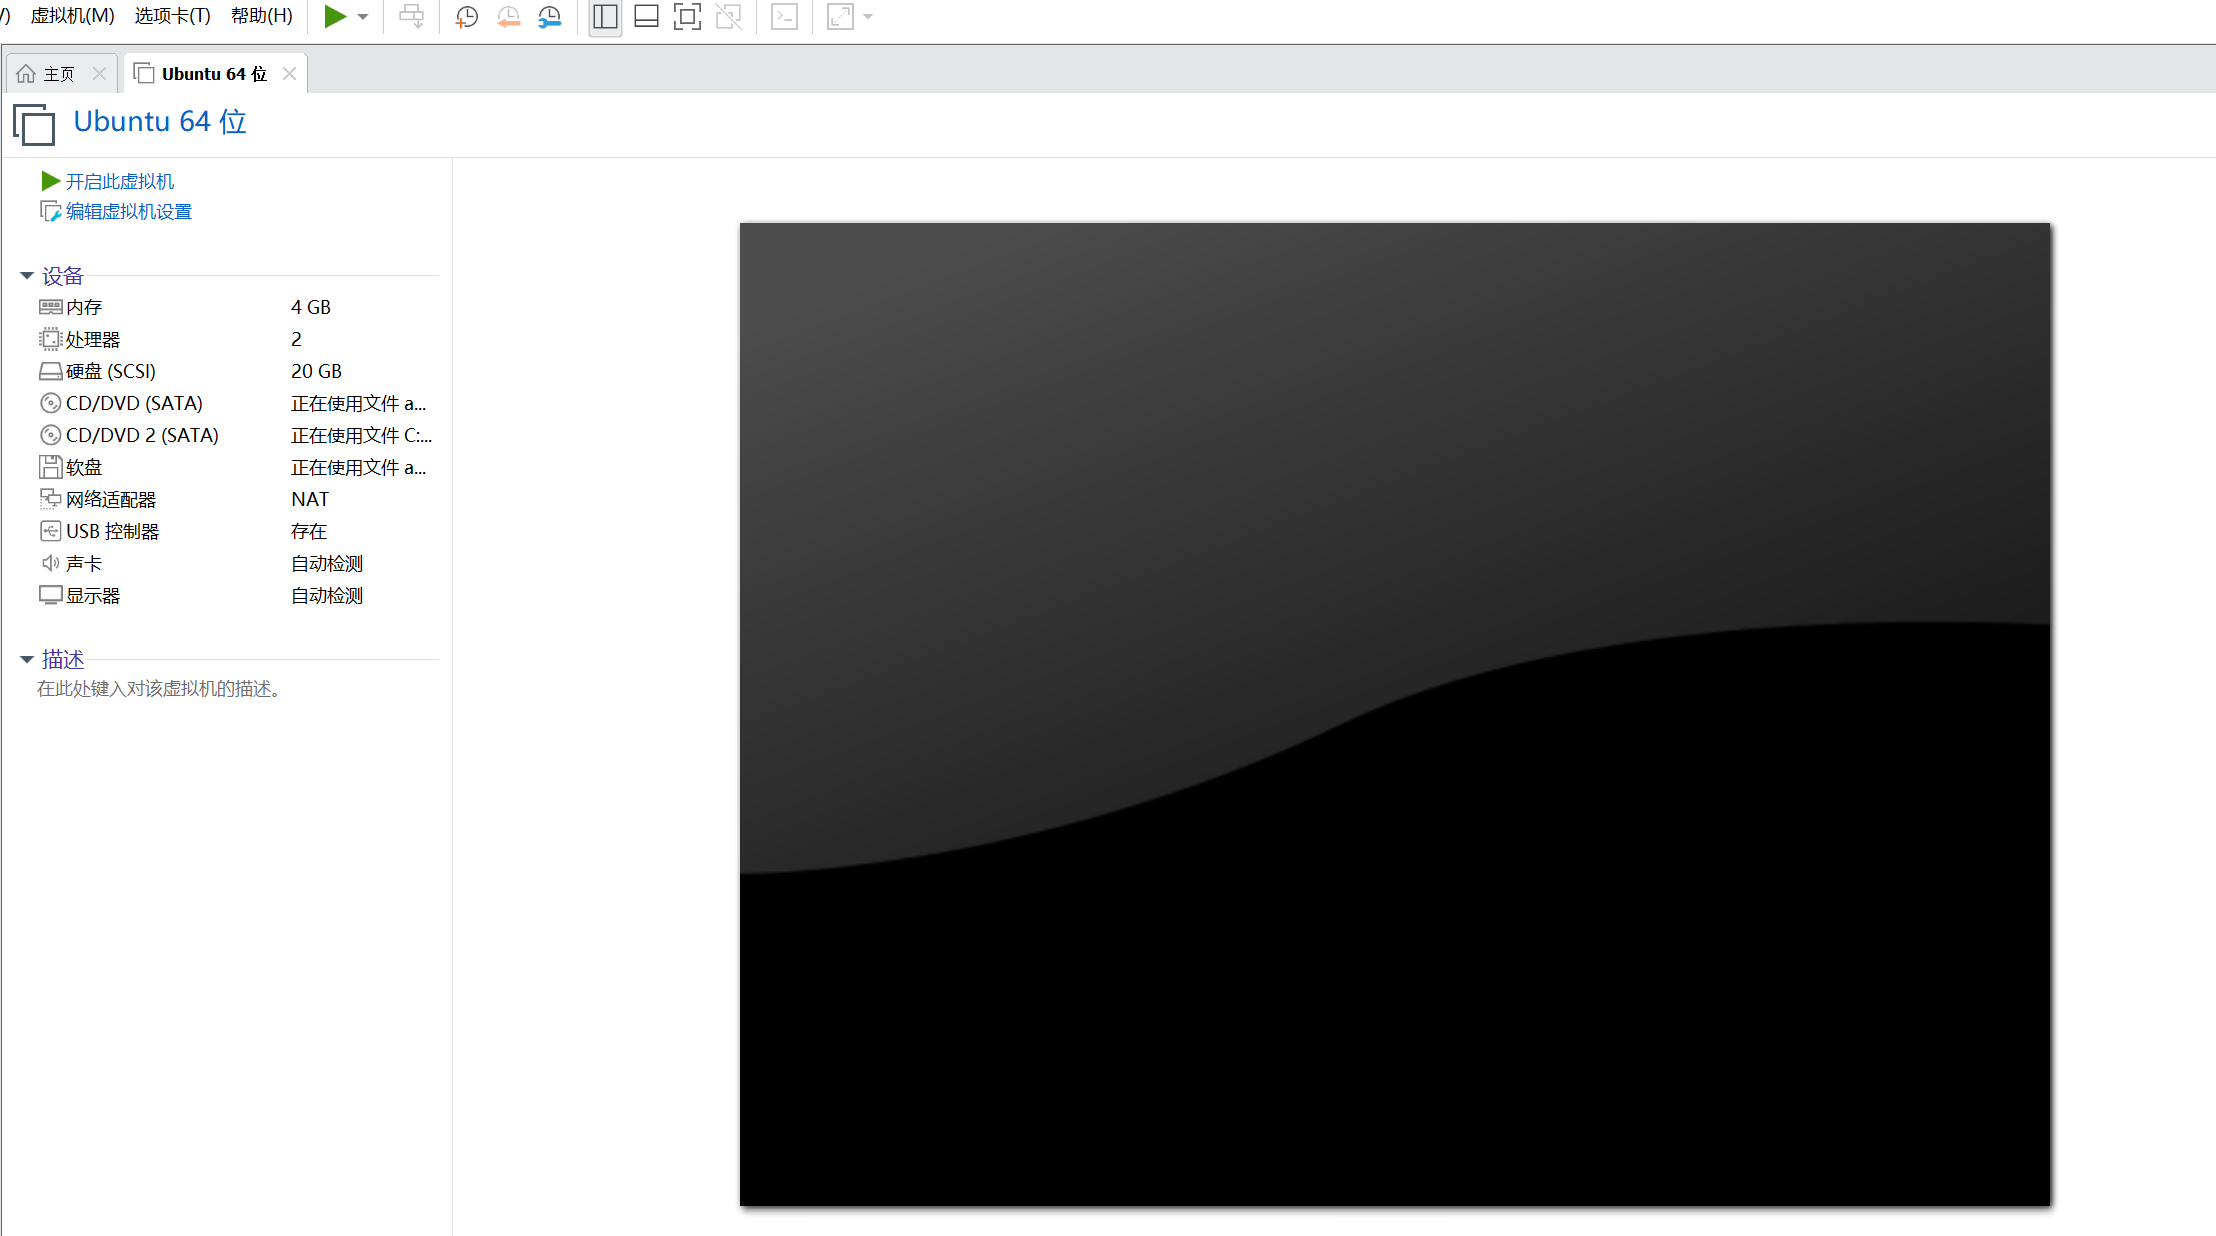 ) 虚拟机(M) 选项卡(T) 帮助(H)
主页 Ubuntu 64 位
Ubuntu 64 位
开启此虚拟机
编辑虚拟机设置
设备
内存 4 GB
处理器 2
硬盘 (SCSI) 20 GB
CD/DVD (SATA) 正在使用文件 a...
CD/DVD 2 (SATA) 正在使用文件 C:...
软盘 正在使用文件 a...
网络适配器 NAT
USB 控制器 存在
声卡 自动检测
显示器 自动检测
描述
在此处键入对该虚拟机的描述。